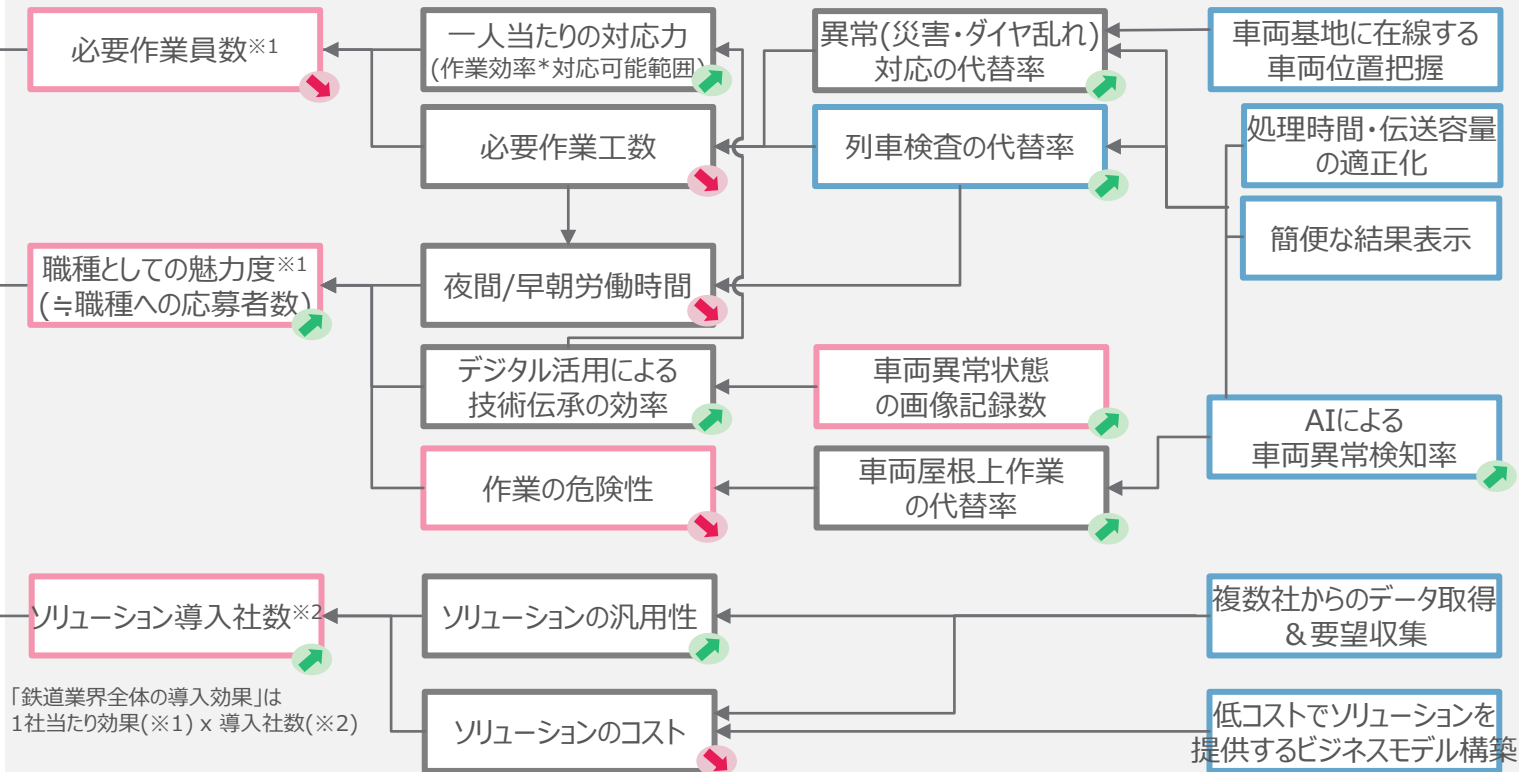 必要作業員数※1
一人当たりの対応力
(作業効率*対応可能範囲)
異常(災害・ダイヤ乱れ)
対応の代替率
車両基地に在線する
車両位置把握
必要作業工数
列車検査の代替率
処理時間・伝送容量
の適正化
簡便な結果表示
職種としての魅力度※1
(≒職種への応募者数)
夜間/早朝労働時間
デジタル活用による
技術伝承の効率
車両異常状態
の画像記録数
AIによる
車両異常検知率
作業の危険性
車両屋根上作業
の代替率
ソリューション導入社数※2
ソリューションの汎用性
複数社からのデータ取得
&要望収集
「鉄道業界全体の導入効果」は
1社当たり効果(※1) x 導入社数(※2)
ソリューションのコスト
低コストでソリューションを
提供するビジネスモデル構築